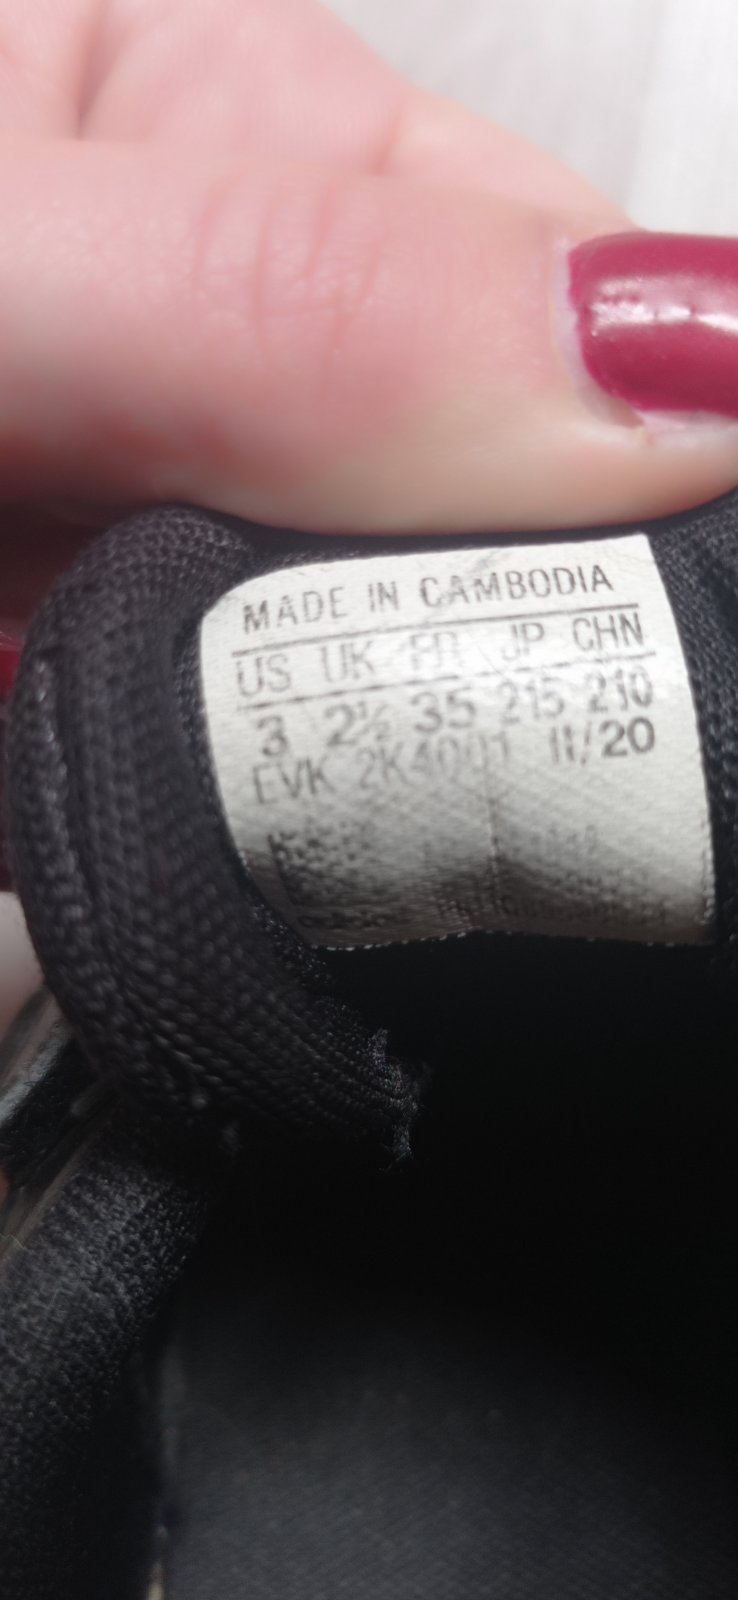 MADE IN CAMBODIA
US UK FR JP CHN
3 2½ 35 215 210
EVK 2K4001 11/20